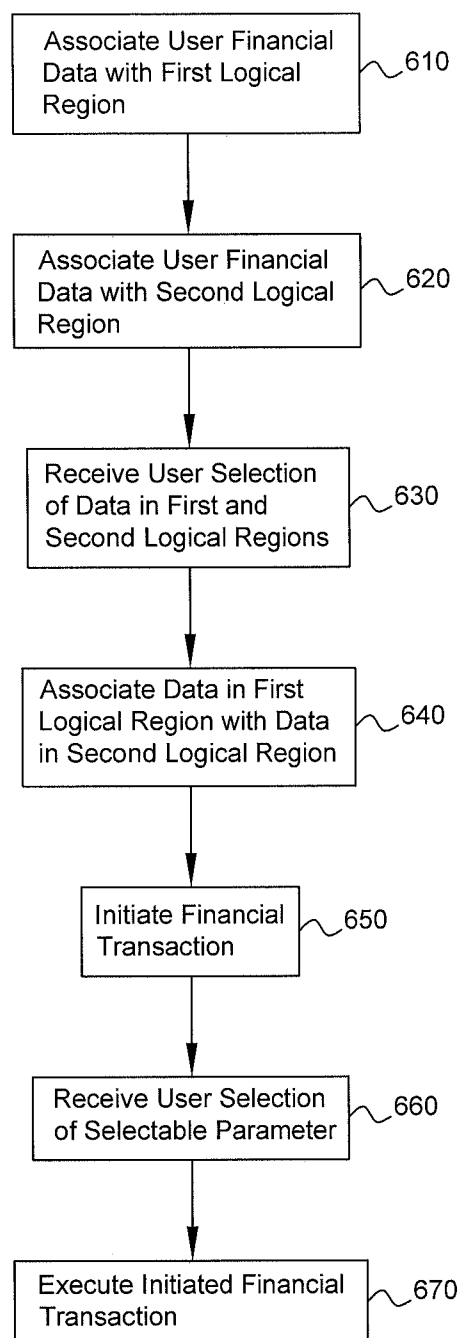 Associate User Financial
Data with First Logical
Region
610
Associate User Financial
Data with Second Logical
Region
620
Receive User Selection
of Data in First and
Second Logical Regions
630
Associate Data in First
Logical Region with Data
in Second Logical Region
640
Initiate Financial
Transaction
650
Receive User Selection
of Selectable Parameter
660
Execute Initiated Financial
Transaction
670